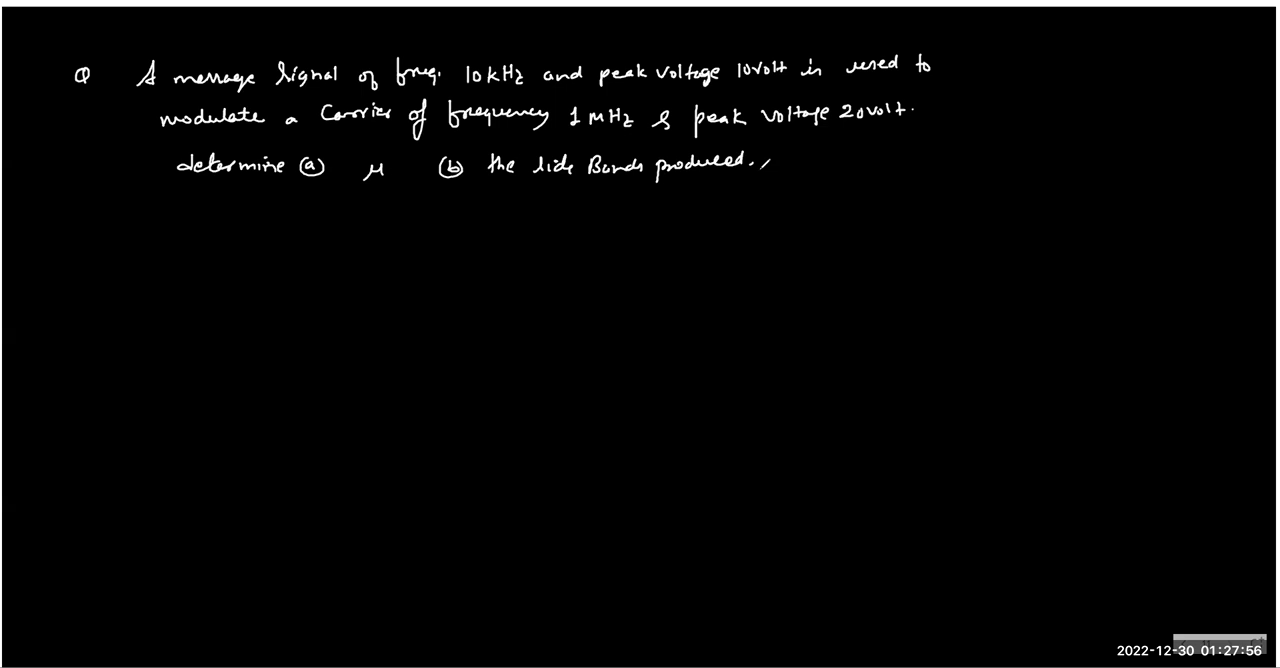 Q A message signal of freq. 10kHz and peak voltage 10volt is used to
modulate a carrier of frequency 1 MHz & peak voltage 20volt.
determine (a) μ (b) the side Bands produced.
2022-12-30 01:27:56